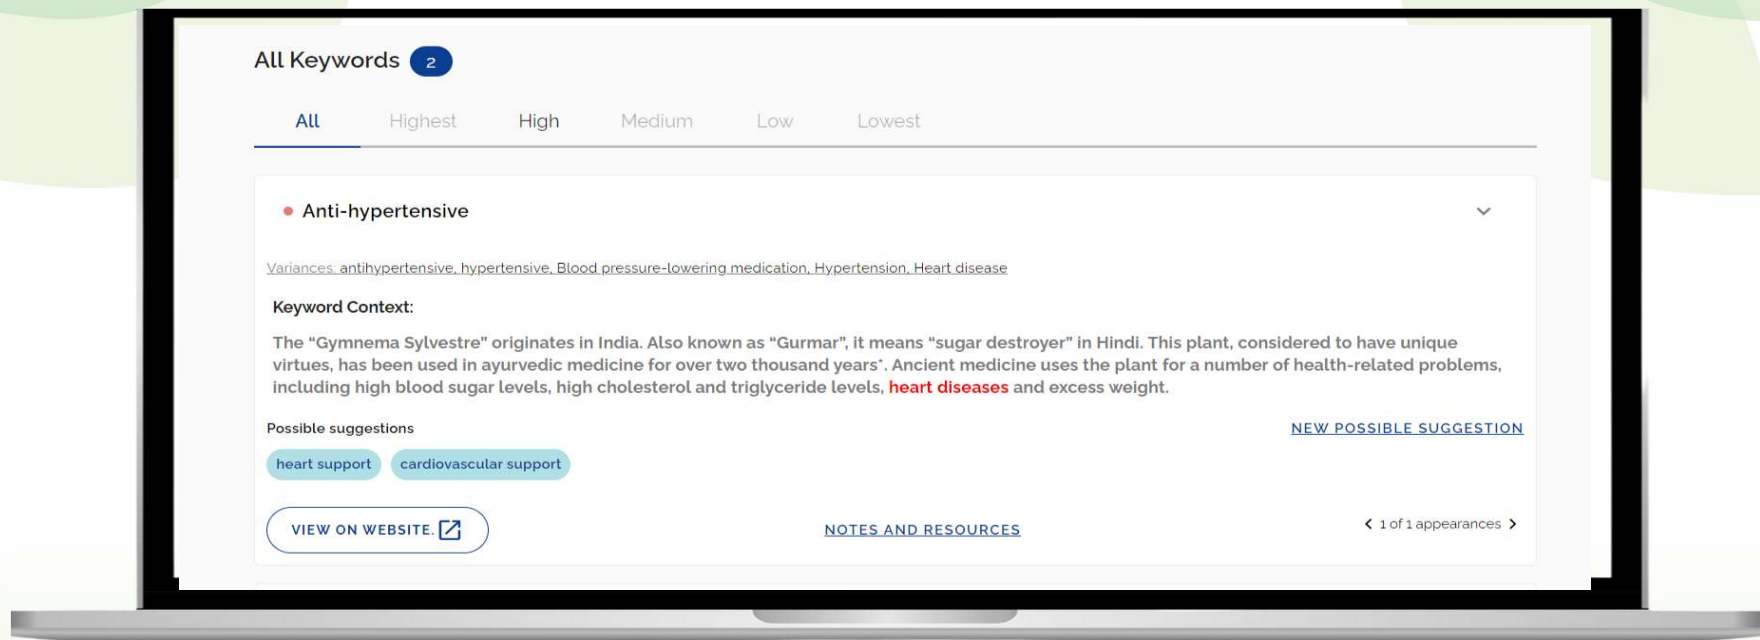 All Keywords 2
All Highest High Medium Low Lowest
Anti-hypertensive
Variances: antihypertensive, hypertensive, Blood pressure-lowering medication, Hypertension, Heart disease
Keyword Context:
The “Gymnema Sylvestre” originates in India. Also known as “Gurmar”, it means “sugar destroyer” in Hindi. This plant, considered to have unique
virtues, has been used in ayurvedic medicine for over two thousand years*. Ancient medicine uses the plant for a number of health-related problems,
including high blood sugar levels, high cholesterol and triglyceride levels, heart diseases and excess weight.
Possible suggestions NEW POSSIBLE SUGGESTION
heart support cardiovascular support
VIEW ON WEBSITE. NOTES AND RESOURCES 1 of 1 appearances